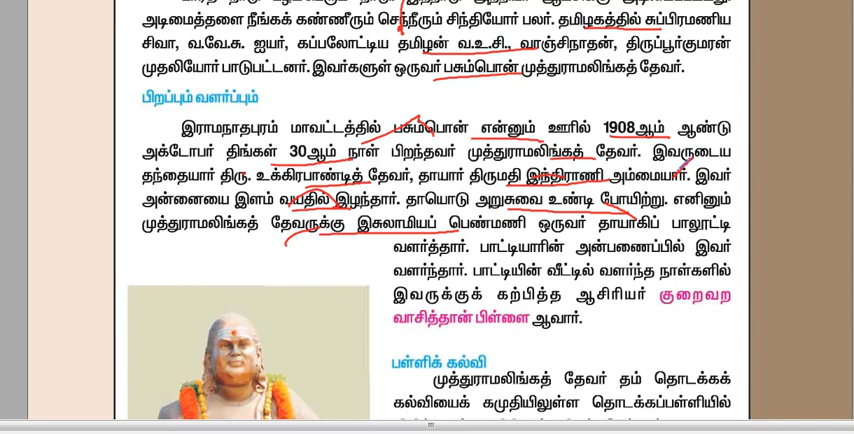 அடிமைத்தளை நீங்கக் கண்ணீரும் செந்நீரும் சிந்தியோர் பலர். தமிழகத்தில் சுப்பிரமணிய
சிவா, வ.வே.சு. ஐயர், கப்பலோட்டிய தமிழன் வ.உ.சி., வாஞ்சிநாதன், திருப்பூர்குமரன்
முதலியோர் பாடுபட்டனர். இவர்களுள் ஒருவர் பசும்பொன் முத்துராமலிங்கத் தேவர்.
பிறப்பும் வளர்ப்பும்
இராமநாதபுரம் மாவட்டத்தில் பசும்பொன் என்னும் ஊரில் 1908ஆம் ஆண்டு
அக்டோபர் திங்கள் 30ஆம் நாள் பிறந்தவர் முத்துராமலிங்கத் தேவர். இவருடைய
தந்தையார் திரு. உக்கிரபாண்டித் தேவர், தாயார் திருமதி இந்திராணி அம்மையார். இவர்
அன்னையை இளம் வயதில் இழந்தார். தாயொடு அறுசுவை உண்டி போயிற்று. எனினும்
முத்துராமலிங்கத் தேவருக்கு இசுலாமியப் பெண்மணி ஒருவர் தாயாகிப் பாலூட்டி
வளர்த்தார். பாட்டியாரின் அன்பணைப்பில் இவர்
வளர்ந்தார். பாட்டியின் வீட்டில் வளர்ந்த நாள்களில்
இவருக்குக் கற்பித்த ஆசிரியர் குறைவற
வாசித்தான் பிள்ளை ஆவார்.
பள்ளிக் கல்வி
முத்துராமலிங்கத் தேவர் தம் தொடக்கக்
கல்வியைக் கமுதியிலுள்ள தொடக்கப்பள்ளியில்